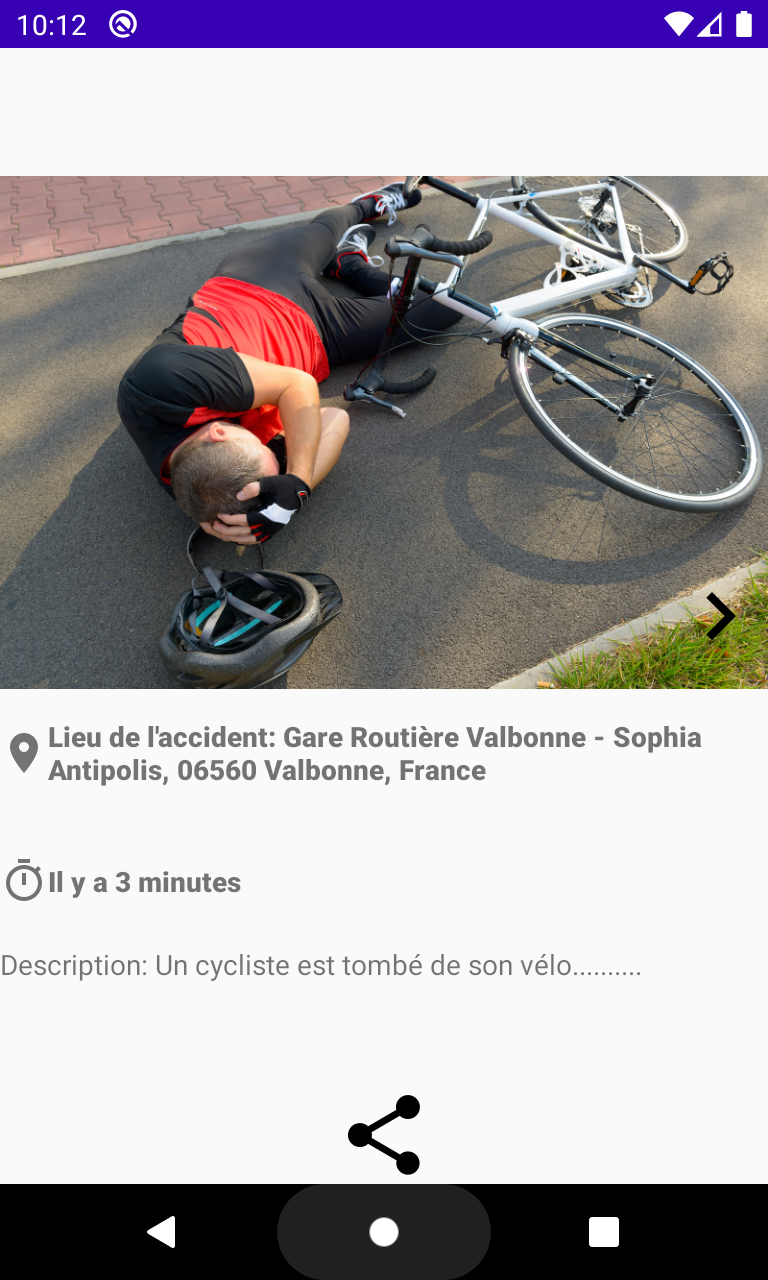 10:12
Lieu de l'accident: Gare Routière Valbonne - Sophia
Antipolis, 06560 Valbonne, France
Il y a 3 minutes
Description: Un cycliste est tombé de son vélo..........